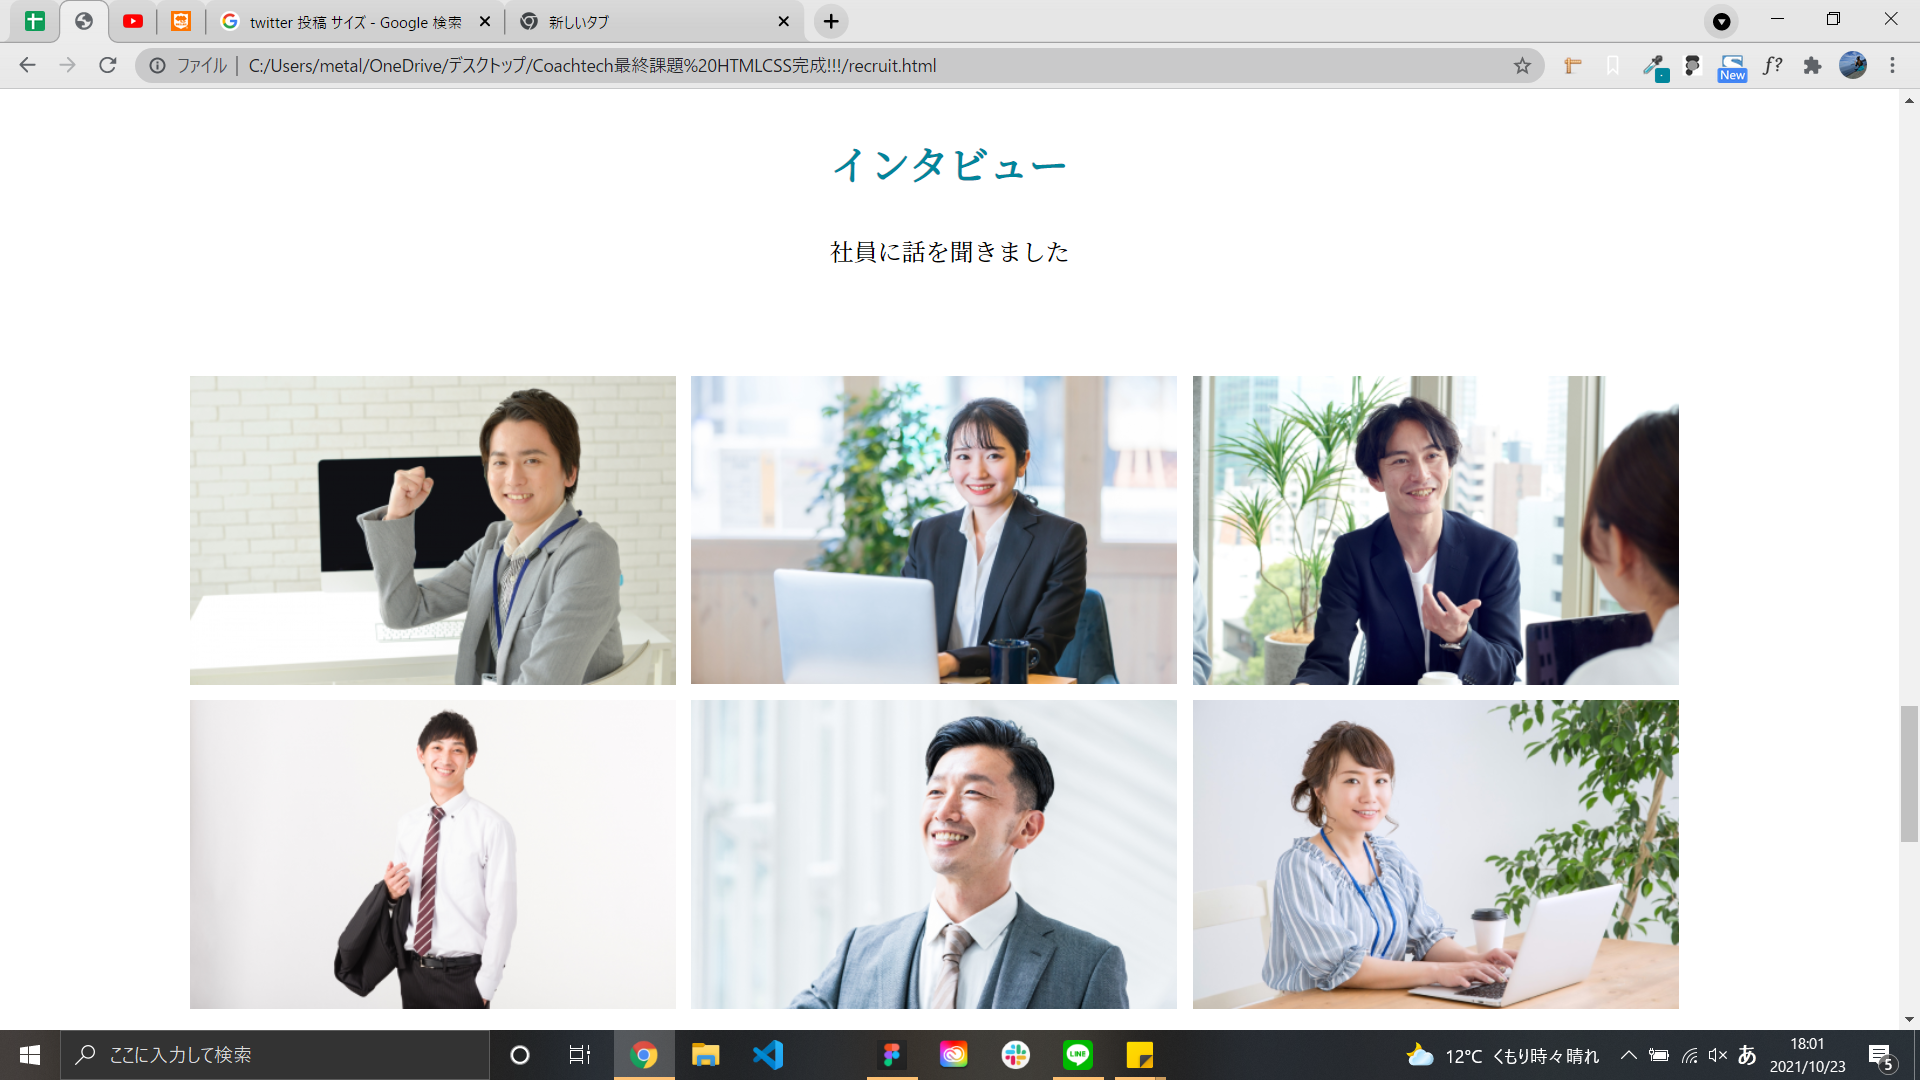 twitter 投稿 サイズ - Google 検索
新しいタブ
ファイル | C:/Users/metal/OneDrive/デスクトップ/Coachtech最終課題%20HTMLCSS完成!!!/recruit.html
f?
New
インタビュー
社員に話を聞きました
ここに入力して検索
LINE
12°C くもり時々晴れ
あ
18:01
2021/10/23
5